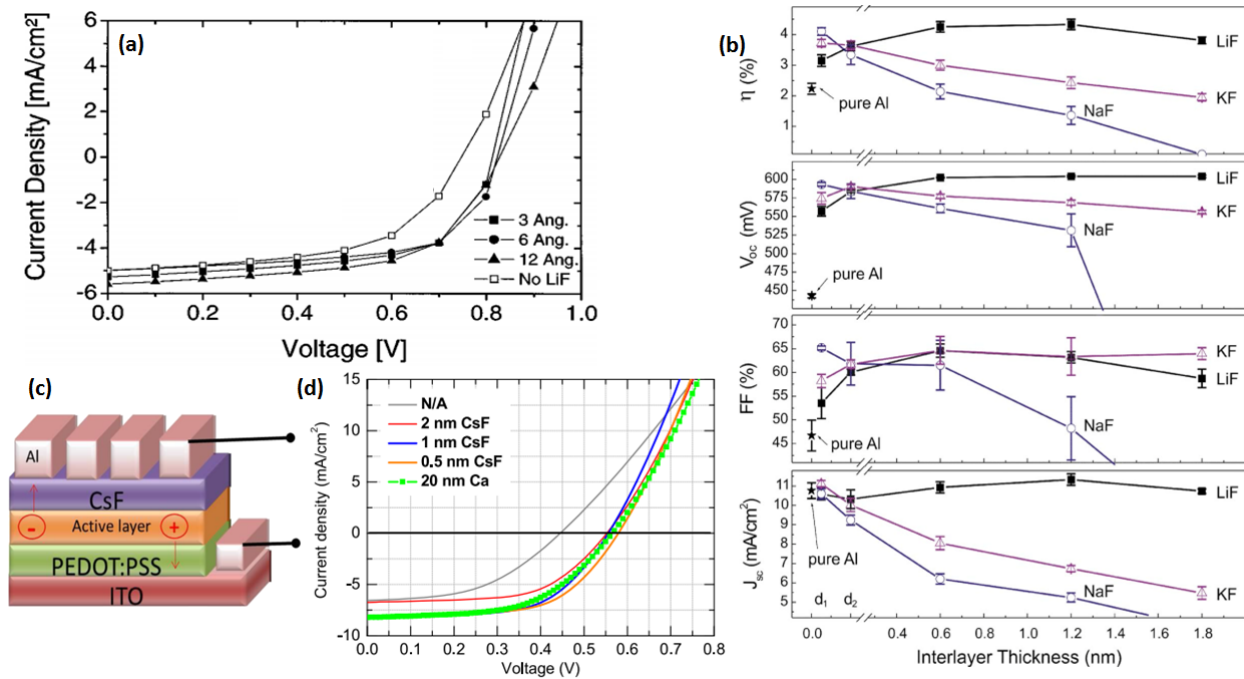 (a)
Current Density [mA/cm²]
6
4
2
0
-2
-4
-6
3 Ang.
6 Ang.
12 Ang.
No LiF
0.0 0.2 0.4 0.6 0.8 1.0
Voltage [V]
(b)
η (%)
4
3
2
1
pure Al
LiF
KF
NaF
V_oc (mV)
600
575
550
525
500
475
450
425
pure Al
LiF
KF
NaF
FF (%)
70
65
60
55
50
45
pure Al
KF
LiF
NaF
J_sc (mA/cm²)
12
11
10
9
8
7
6
5
pure Al
d₁ d₂
LiF
KF
NaF
0.0 0.4 0.6 0.8 1.0 1.2 1.4 1.6 1.8
Interlayer Thickness (nm)
(c)
Al
CsF
- Active layer +
PEDOT:PSS
ITO
(d)
Current density (mA/cm²)
15
10
5
0
-5
-10
N/A
2 nm CsF
1 nm CsF
0.5 nm CsF
20 nm Ca
0.0 0.1 0.2 0.3 0.4 0.5 0.6 0.7 0.8
Voltage (V)